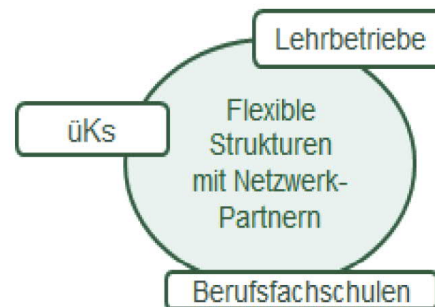 Lehrbetriebe
üKs
Flexible
Strukturen
mit Netzwerk-
Partnern
Berufsfachschulen